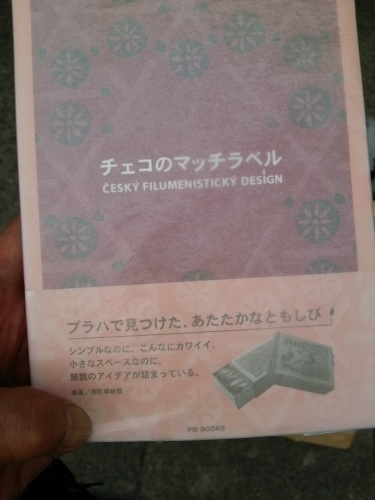 チェコのマッチラベル
ČESKÝ FILUMENISTICKÝ DESIGN
プラハで見つけた、あたたかなともしび
シンプルなのに、こんなにカワイイ。
小さなスペースなのに、
無数のアイデアが詰まっている。
編著/
PIE BOOKS